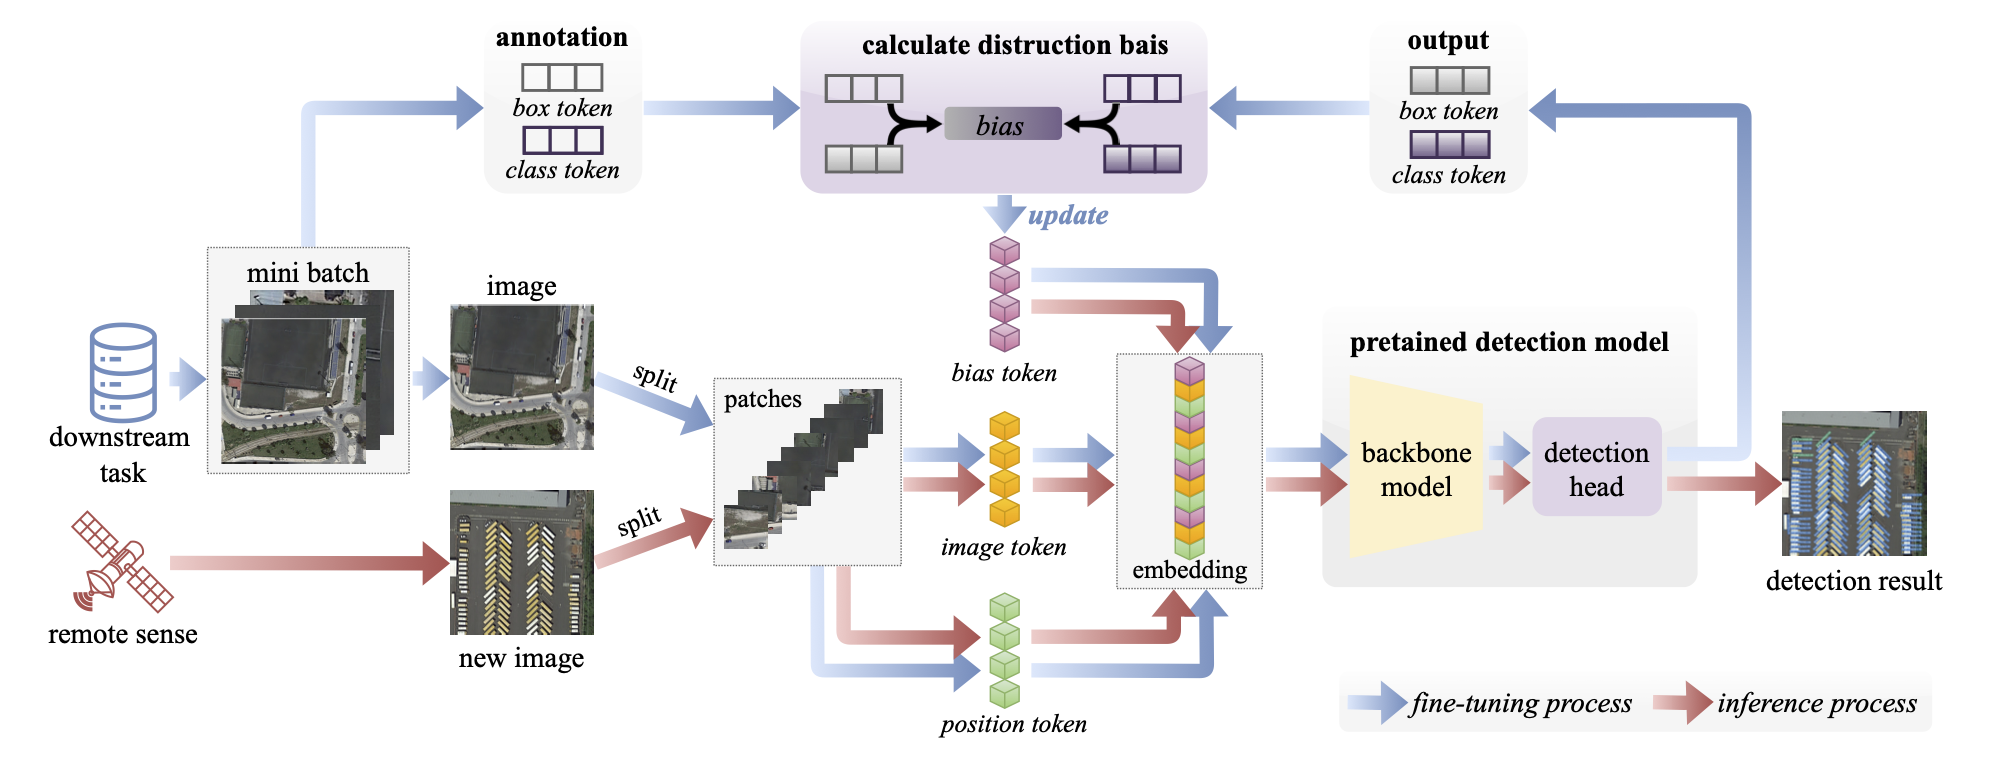 annotation
box token
class token
calculate distruction bais
bias
output
box token
class token
update
mini batch
image
split
patches
bias token
pretained detection model
downstream
task
backbone
model
detection
head
split
image token
embedding
detection result
remote sense
new image
position token
fine-tuning process
inference process